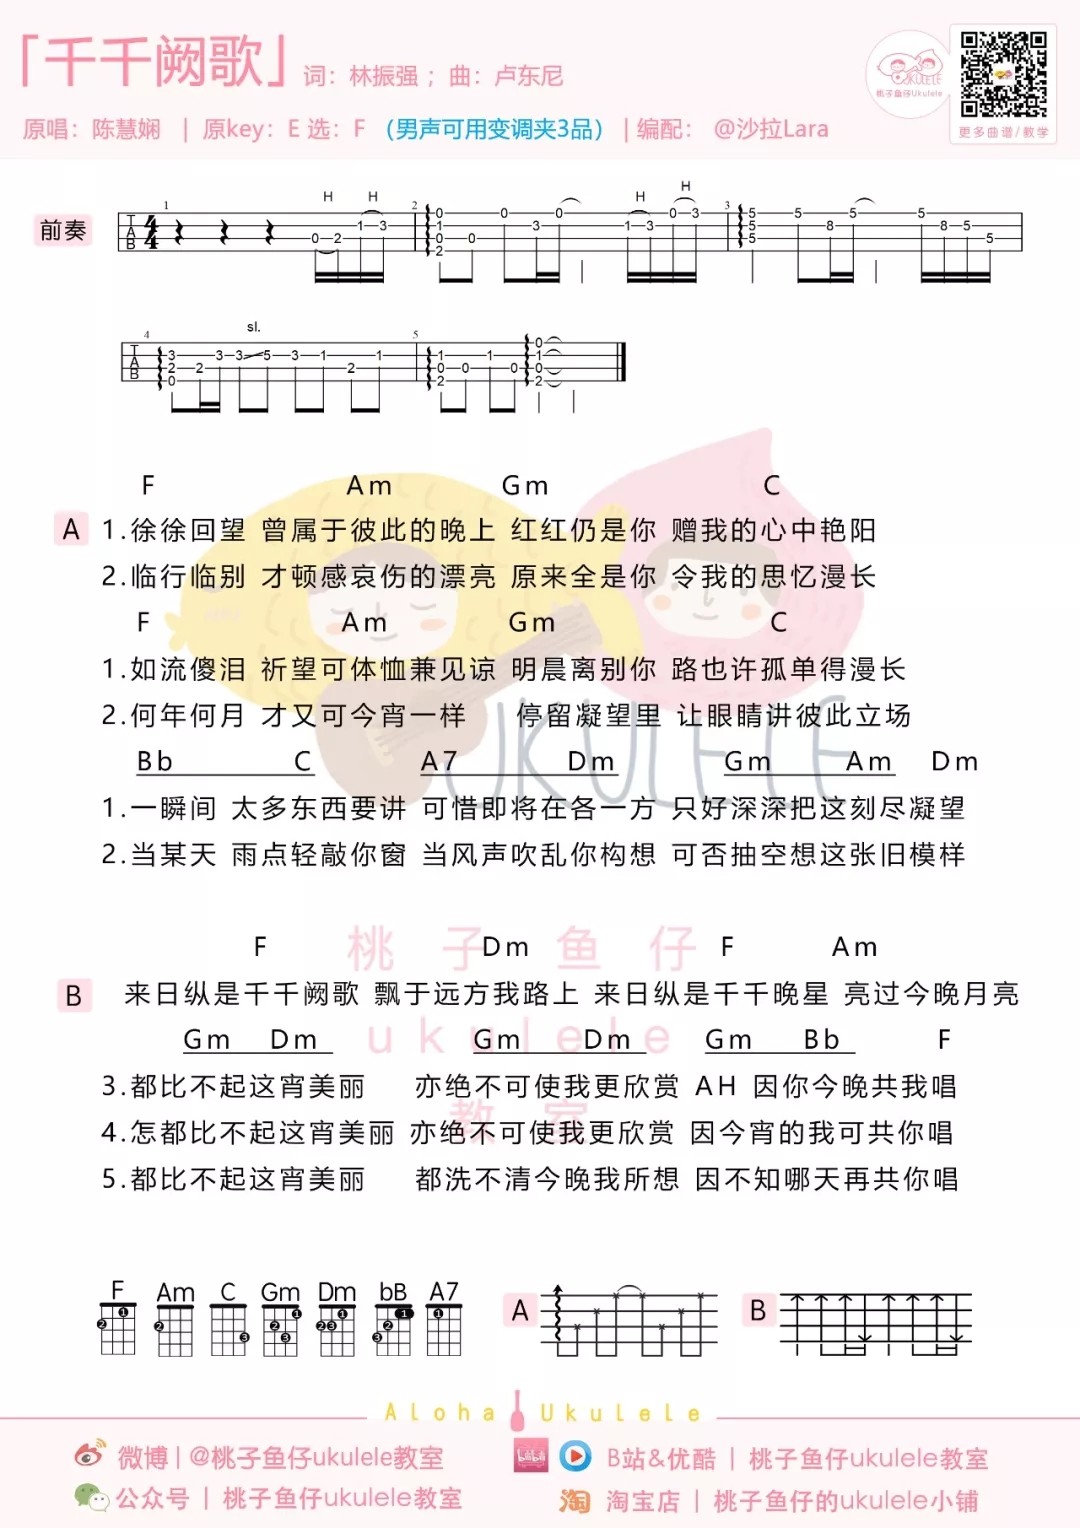 「千千阙歌」 词：林振强； 曲：卢东尼
桃子鱼仔Ukulele
更多曲谱/教学
原唱：陈慧娴 | 原key：E 选：F （男声可用变调夹3品） | 编配： @沙拉Lara
前奏
H H H H
sl.
F Am Gm C
A 1.徐徐回望 曾属于彼此的晚上 红红仍是你 赠我的心中艳阳
2.临行临别 才顿感哀伤的漂亮 原来全是你 令我的思忆漫长
F Am Gm C
1.如流傻泪 祈望可体恤兼见谅 明晨离别你 路也许孤单得漫长
2.何年何月 才又可今宵一样 停留凝望里 让眼睛讲彼此立场
Bb C A7 Dm Gm Am Dm
1.一瞬间 太多东西要讲 可惜即将在各一方 只好深深把这刻尽凝望
2.当某天 雨点轻敲你窗 当风声吹乱你构想 可否抽空想这张旧模样
桃子鱼仔
F Dm F Am
B 来日纵是千千阙歌 飘于远方我路上 来日纵是千千晚星 亮过今晚月亮
ukulele
Gm Dm Gm Dm Gm Bb F
3.都比不起这宵美丽 亦绝不可使我更欣赏 AH 因你今晚共我唱
教室
4.怎都比不起这宵美丽 亦绝不可使我更欣赏 因今宵的我可共你唱
5.都比不起这宵美丽 都洗不清今晚我所想 因不知哪天再共你唱
F Am C Gm Dm bB A7
A B
Aloha Ukulele
微博 | @桃子鱼仔ukulele教室
B站&优酷 | 桃子鱼仔ukulele教室
公众号 | 桃子鱼仔ukulele教室
淘 淘宝店 | 桃子鱼仔的ukulele小铺